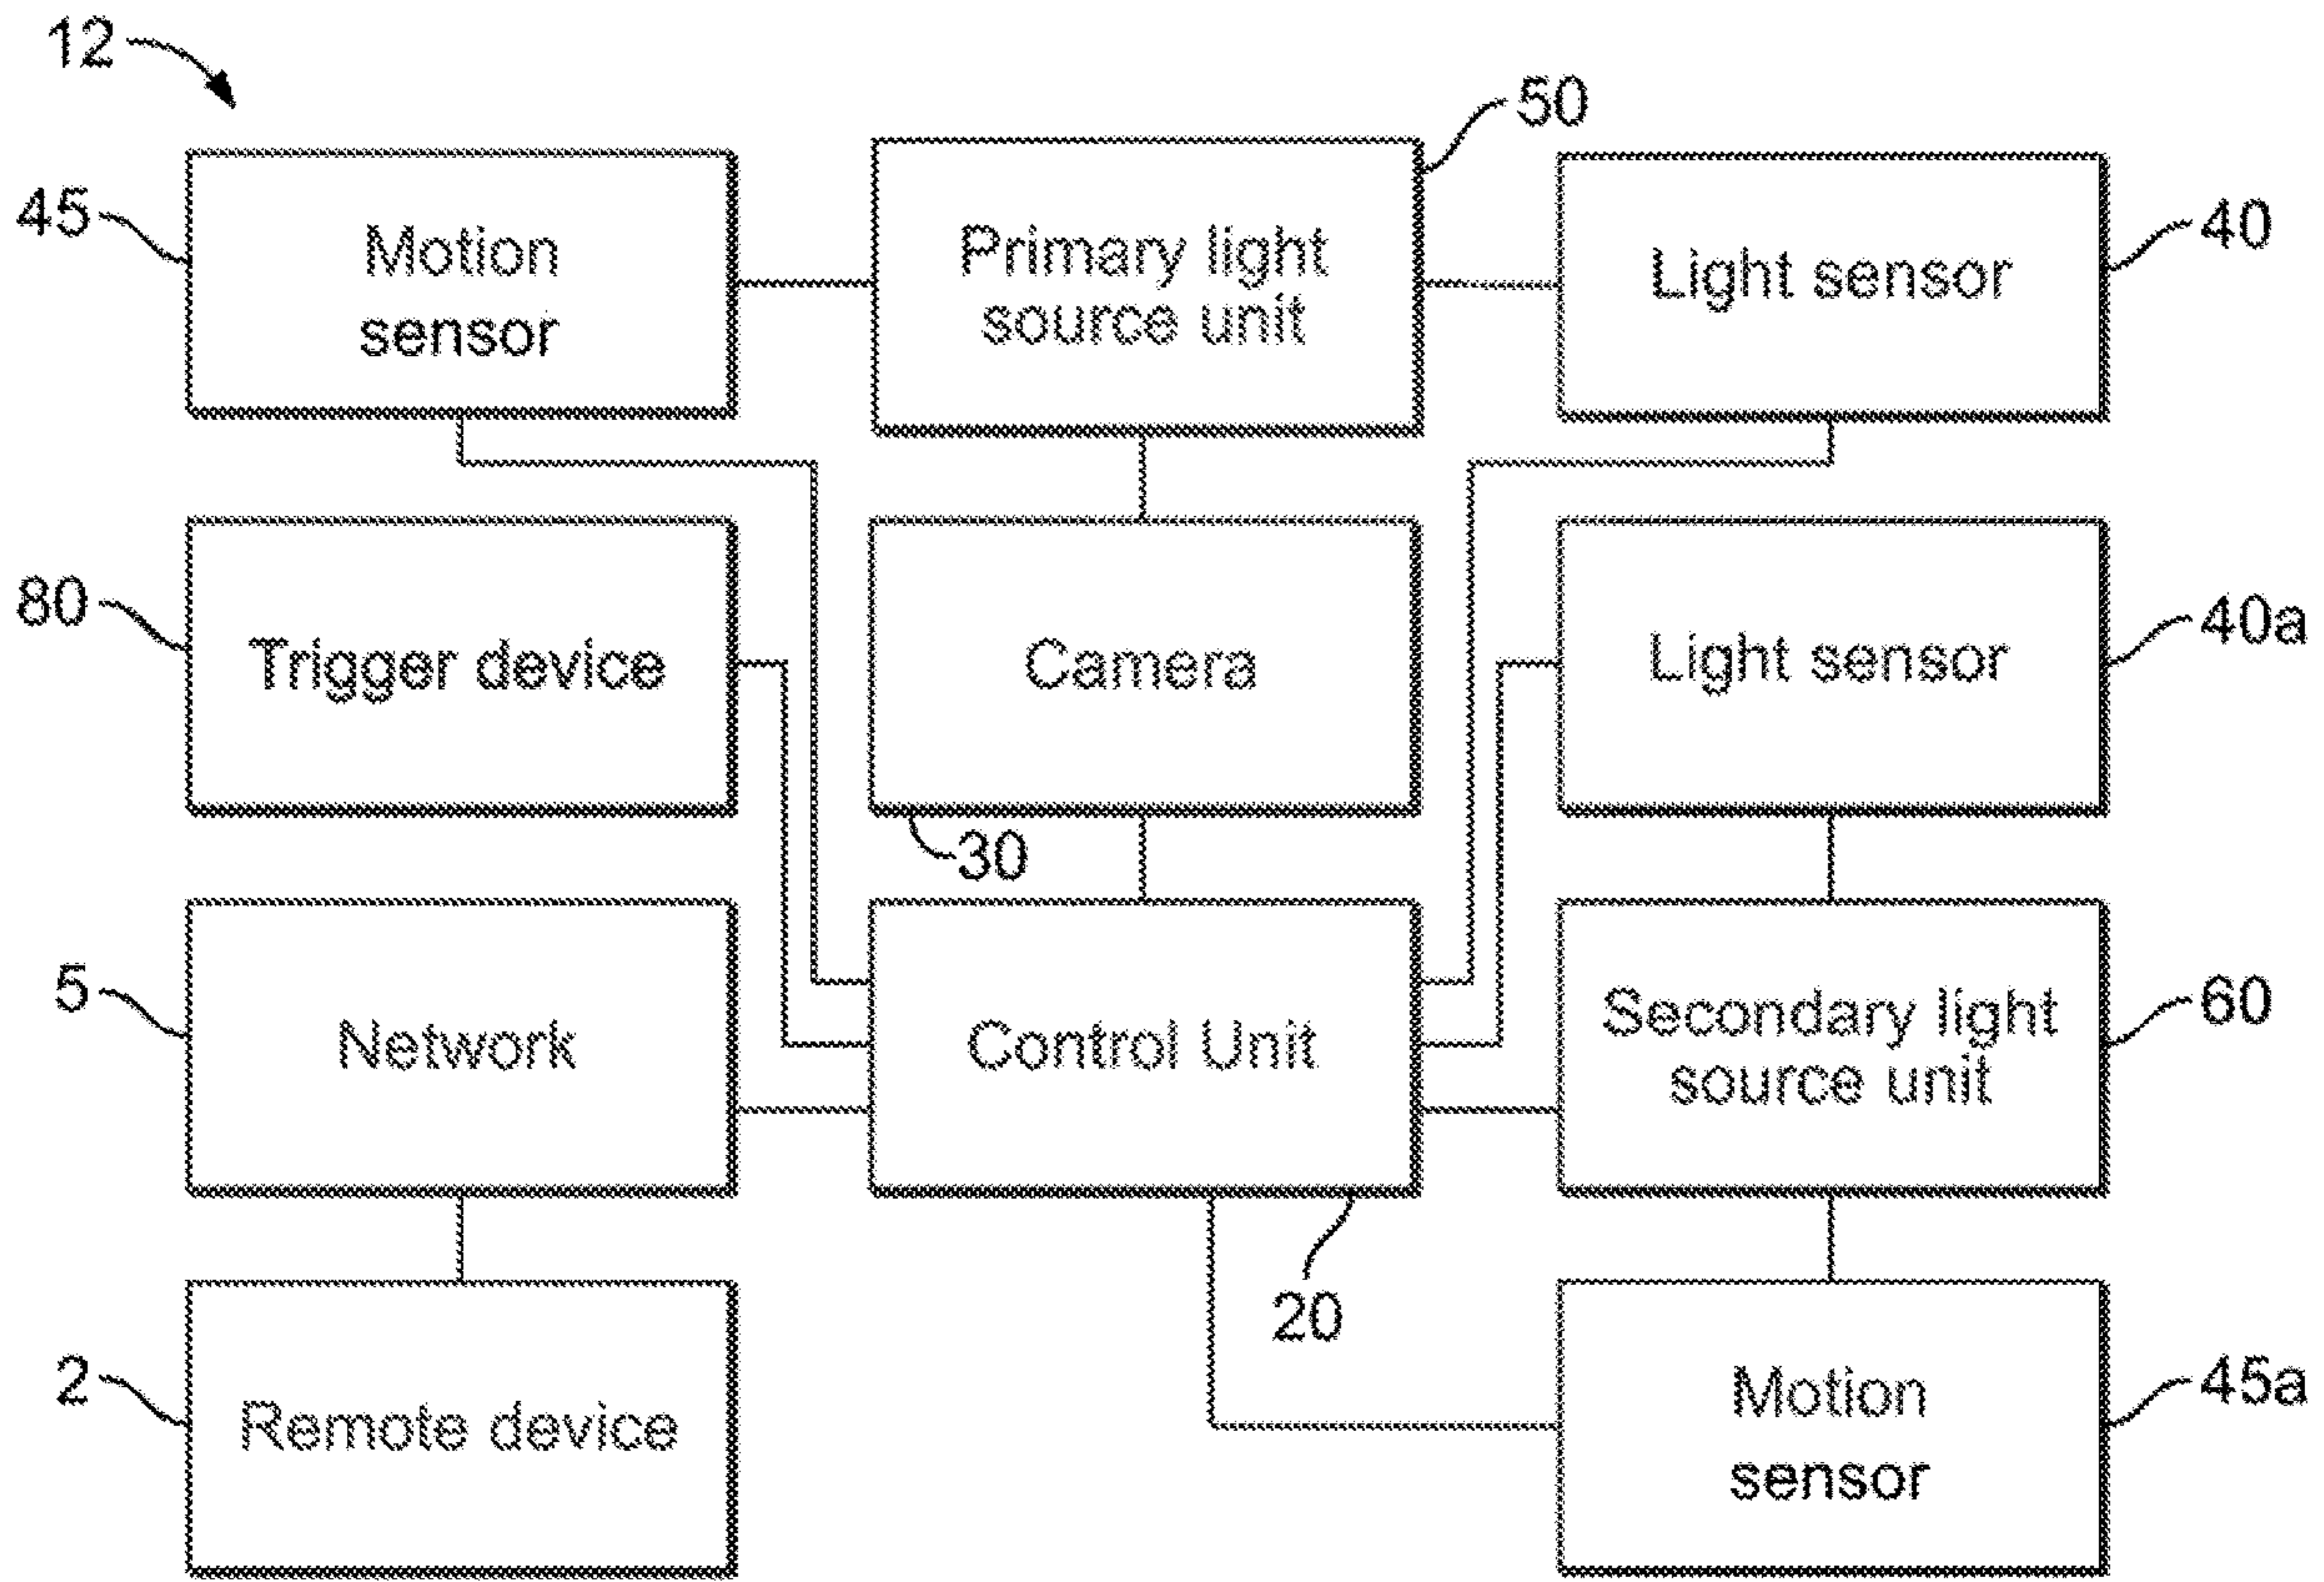 12
50
45
Motion
sensor
Primary light
source unit
Light sensor
40
80
Trigger device
Camera
30
Light sensor
40a
5
Network
Control Unit
20
Secondary light
source unit
60
2
Remote device
Motion
sensor
45a